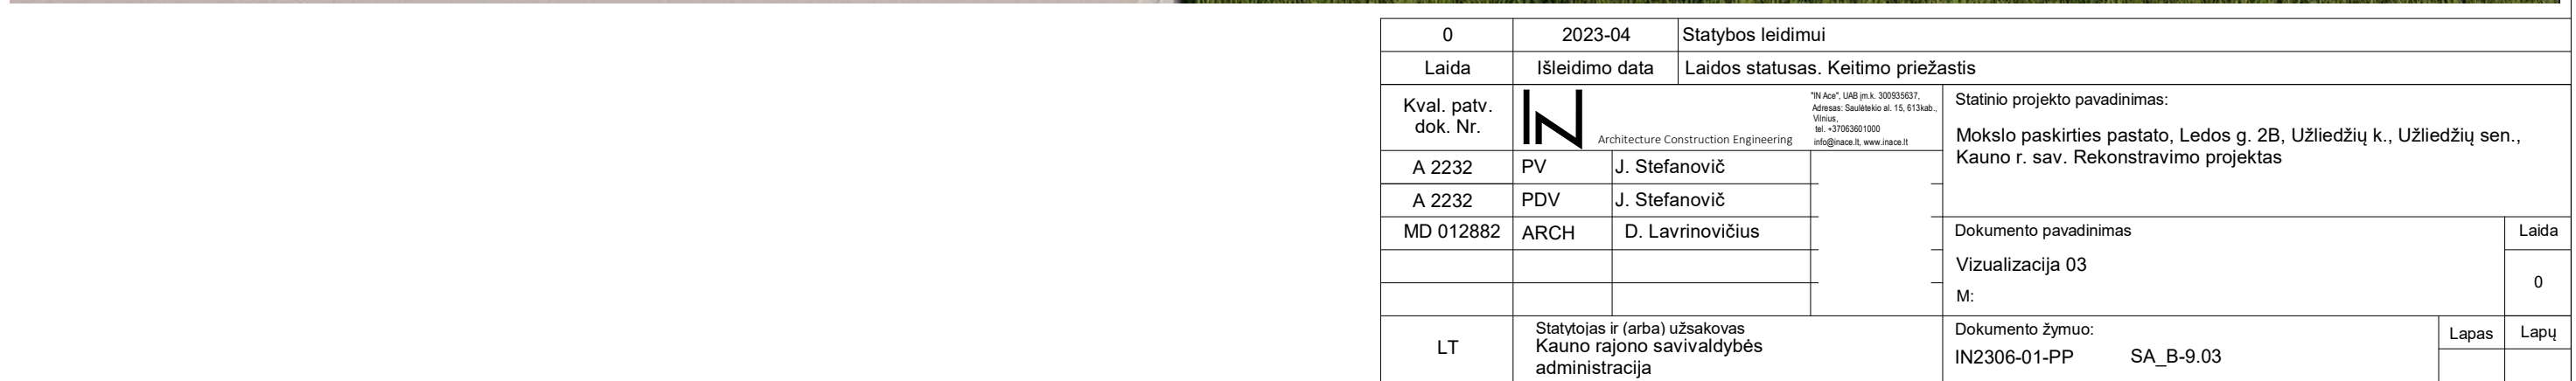 0 2023-04 Statybos leidimui
Laida Išleidimo data Laidos statusas. Keitimo priežastis
Kval. patv.
dok. Nr.
IN
Architecture Construction Engineering
"IN Ace", UAB įm.k. 300935637,
Adresas: Saulėtekio al. 15, 613kab.,
Vilnius,
tel. +37063601000
info@inace.lt, www.inace.lt
Statinio projekto pavadinimas:
Mokslo paskirties pastato, Ledos g. 2B, Užliedžių k., Užliedžių sen.,
Kauno r. sav. Rekonstravimo projektas
A 2232 PV J. Stefanovič
A 2232 PDV J. Stefanovič
MD 012882 ARCH D. Lavrinovičius
Dokumento pavadinimas
Vizualizacija 03
M:
Laida
0
LT
Statytojas ir (arba) užsakovas
Kauno rajono savivaldybės
administracija
Dokumento žymuo:
IN2306-01-PP SA_B-9.03
Lapas Lapų